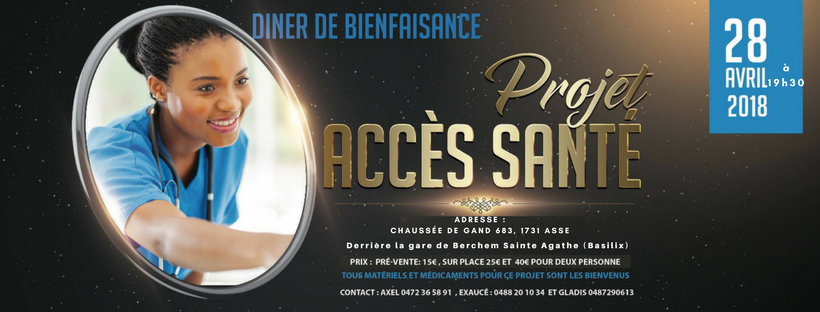 DINER DE BIENFAISANCE
Projet
ACCÈS SANTÉ
28
AVRIL à 19h30
2018
ADRESSE :
CHAUSSÉE DE GAND 683, 1731 ASSE
Derrière la gare de Berchem Sainte Agathe (Basilix)
PRIX : PRÉ-VENTE: 15€ , SUR PLACE 25€ ET 40€ POUR DEUX PERSONNE
TOUS MATÉRIELS ET MÉDICAMENTS POUR ÇE PROJET SONT LES BIENVENUS
CONTACT : AXEL 0472 36 58 91 , EXAUCÉ : 0488 20 10 34 ET GLADIS 0487290613